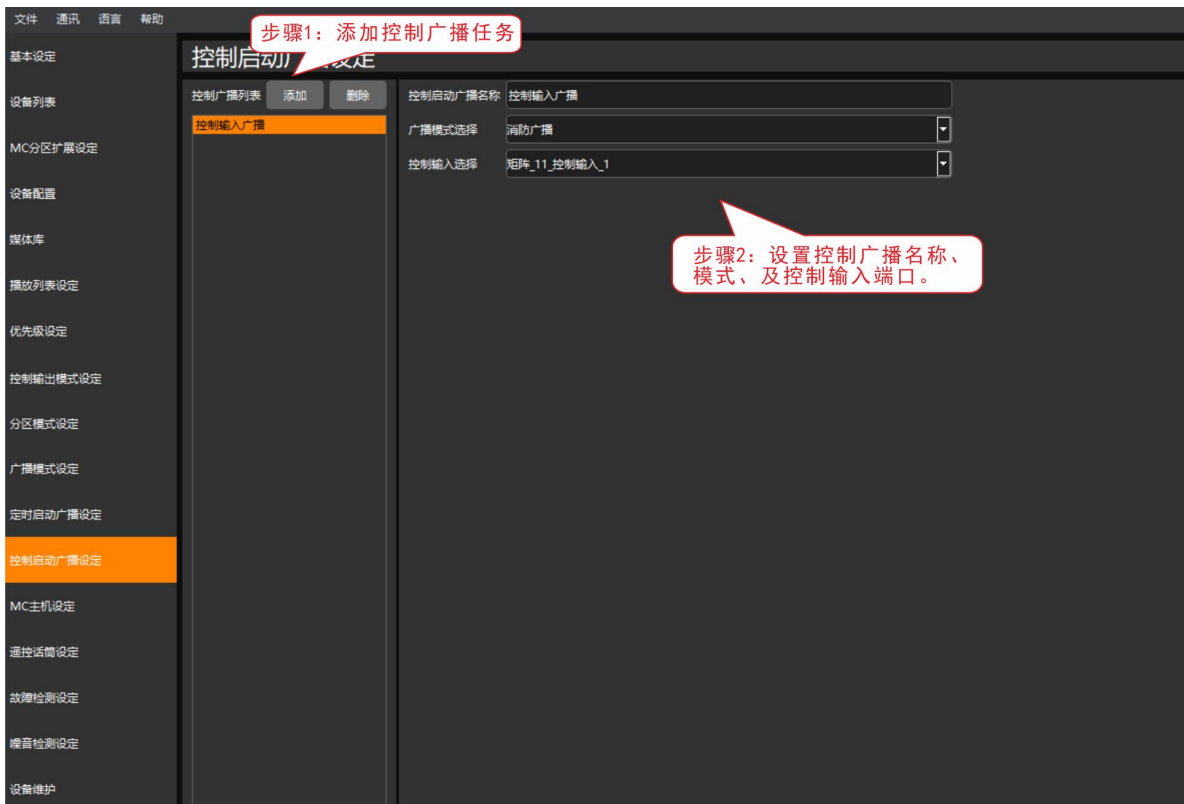 文件 通讯 语言 帮助
步骤1：添加控制广播任务
控制启动广播设定
基本设定
设备列表
MC分区扩展设定
设备配置
媒体库
播放列表设定
优先级设定
控制输出模式设定
分区模式设定
广播模式设定
定时启动广播设定
控制启动广播设定
MC主机设定
遥控话筒设定
故障检测设定
噪音检测设定
设备维护
控制广播列表 添加 删除
控制输入广播
控制启动广播名称 控制输入广播
广播模式选择 消防广播
控制输入选择 矩阵_11_控制输入_1
步骤2：设置控制广播名称、
模式、及控制输入端口。